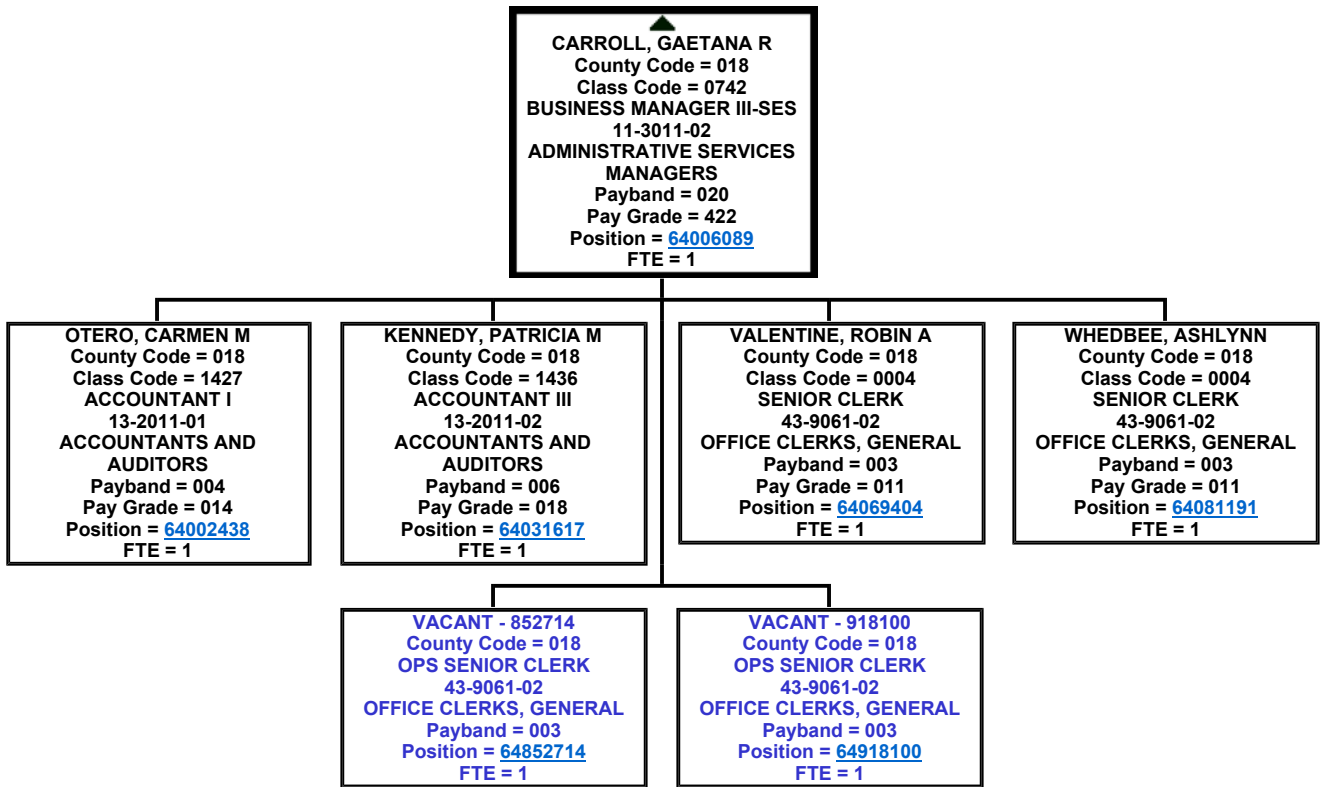 CARROLL, GAETANA R
County Code = 018
Class Code = 0742
BUSINESS MANAGER III-SES
11-3011-02
ADMINISTRATIVE SERVICES
MANAGERS
Payband = 020
Pay Grade = 422
Position = 64006089
FTE = 1
OTERO, CARMEN M
County Code = 018
Class Code = 1427
ACCOUNTANT I
13-2011-01
ACCOUNTANTS AND
AUDITORS
Payband = 004
Pay Grade = 014
Position = 64002438
FTE = 1
KENNEDY, PATRICIA M
County Code = 018
Class Code = 1436
ACCOUNTANT III
13-2011-02
ACCOUNTANTS AND
AUDITORS
Payband = 006
Pay Grade = 018
Position = 64031617
FTE = 1
VALENTINE, ROBIN A
County Code = 018
Class Code = 0004
SENIOR CLERK
43-9061-02
OFFICE CLERKS, GENERAL
Payband = 003
Pay Grade = 011
Position = 64069404
FTE = 1
WHEDBEE, ASHLYNN
County Code = 018
Class Code = 0004
SENIOR CLERK
43-9061-02
OFFICE CLERKS, GENERAL
Payband = 003
Pay Grade = 011
Position = 64081191
FTE = 1
VACANT - 852714
County Code = 018
OPS SENIOR CLERK
43-9061-02
OFFICE CLERKS, GENERAL
Payband = 003
Position = 64852714
FTE = 1
VACANT - 918100
County Code = 018
OPS SENIOR CLERK
43-9061-02
OFFICE CLERKS, GENERAL
Payband = 003
Position = 64918100
FTE = 1